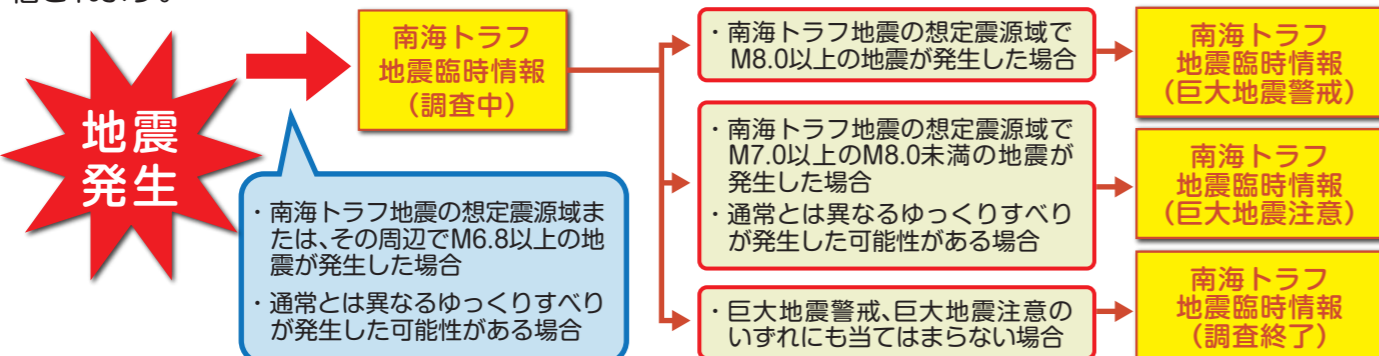 地震
発生
南海トラフ
地震臨時情報
（調査中）
・南海トラフ地震の想定震源域ま
たは、その周辺でM6.8以上の地
震が発生した場合
・通常とは異なるゆっくりすべり
が発生した可能性がある場合
・南海トラフ地震の想定震源域で
M8.0以上の地震が発生した場合
南海トラフ
地震臨時情報
（巨大地震警戒）
・南海トラフ地震の想定震源域で
M7.0以上のM8.0未満の地震が
発生した場合
・通常とは異なるゆっくりすべり
が発生した可能性がある場合
南海トラフ
地震臨時情報
（巨大地震注意）
・巨大地震警戒、巨大地震注意の
いずれにも当てはまらない場合
南海トラフ
地震臨時情報
（調査終了）